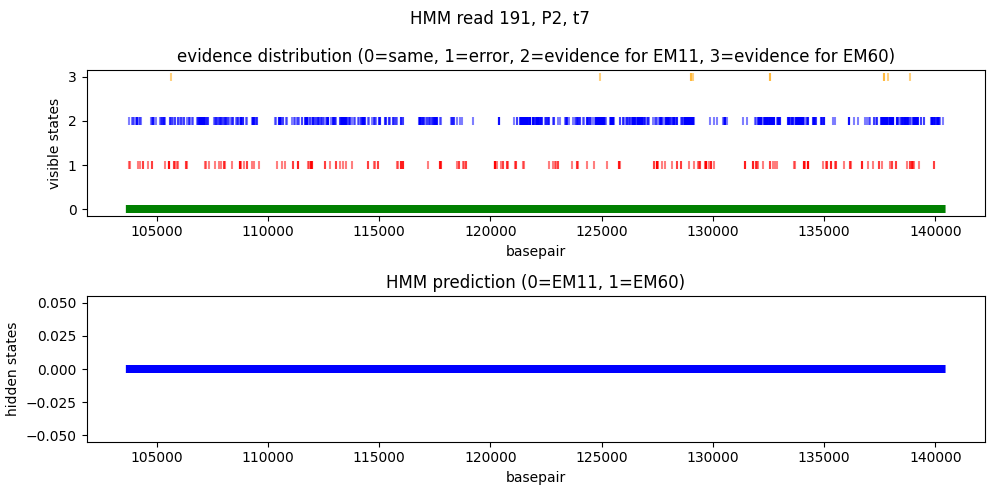 HMM read 191, P2, t7
evidence distribution (0=same, 1=error, 2=evidence for EM11, 3=evidence for EM60)
visible states
3
2
1
0
105000 110000 115000 120000 125000 130000 135000 140000
basepair
HMM prediction (0=EM11, 1=EM60)
hidden states
0.050
0.025
0.000
−0.025
−0.050
105000 110000 115000 120000 125000 130000 135000 140000
basepair